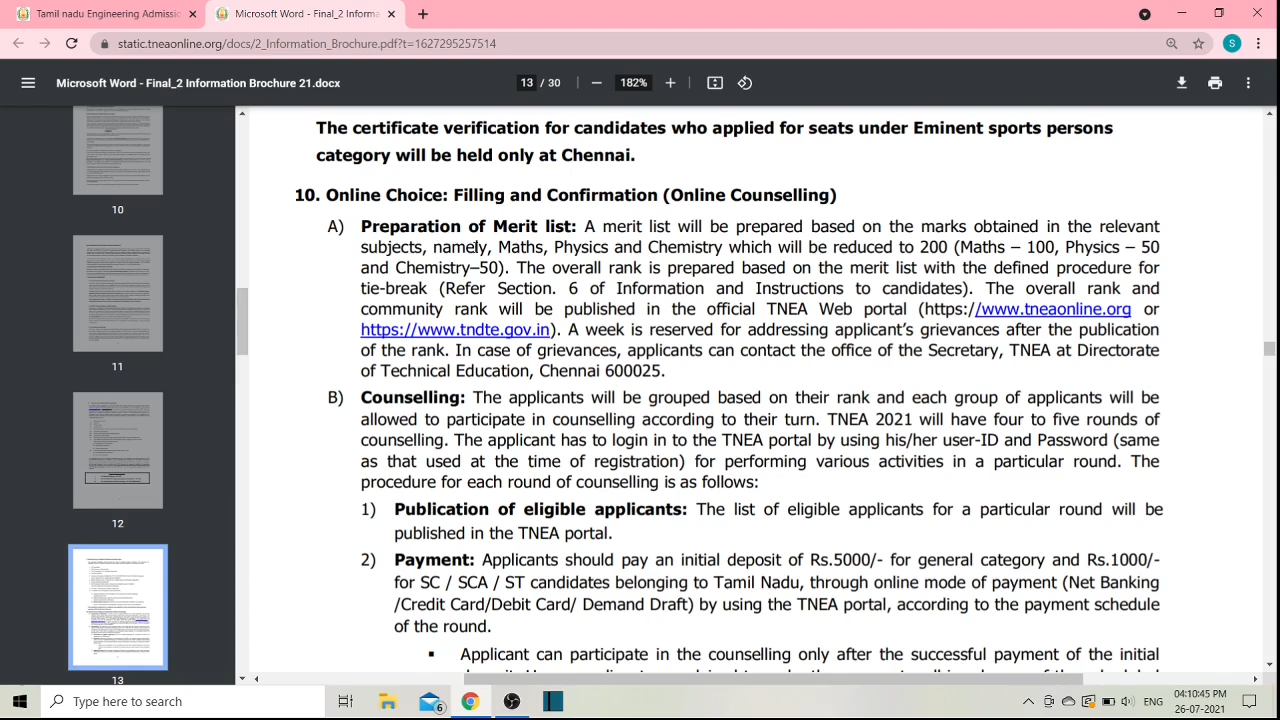 Tamil nadu Engineering Admissi
Microsoft Word - Final_2 Informa
static.tneaonline.org/docs/2_Information_Brochure.pdf?t=1627295257514
S
Microsoft Word - Final_2 Information Brochure 21.docx
13 / 30
182%
10
11
12
13
The certificate verification for candidates who applied for seats under Eminent sports persons
category will be held only at Chennai.
10. Online Choice: Filling and Confirmation (Online Counselling)
A) Preparation of Merit list: A merit list will be prepared based on the marks obtained in the relevant
subjects, namely, Maths, Physics and Chemistry which will be reduced to 200 (Maths – 100, Physics – 50
and Chemistry–50). The overall rank is prepared based on the merit list with the defined procedure for
tie-break (Refer Section. 6 of Information and Instructions to candidates). The overall rank and
community rank will be published in the official TNEA Web portal (https://www.tneaonline.org or
https://www.tndte.gov.in). A week is reserved for addressing applicant's grievances after the publication
of the rank. In case of grievances, applicants can contact the office of the Secretary, TNEA at Directorate
of Technical Education, Chennai 600025.
B) Counselling: The applicants will be grouped based on their rank and each group of applicants will be
allowed to participate in counselling according to their turn. TNEA 2021 will have four to five rounds of
counselling. The applicant has to login in to the TNEA portal by using his/her user-ID and Password (same
as that used at the time of registration) for performing various activities in a particular round. The
procedure for each round of counselling is as follows:
1) Publication of eligible applicants: The list of eligible applicants for a particular round will be
published in the TNEA portal.
2) Payment: Applicants should pay an initial deposit of Rs.5000/- for general category and Rs.1000/-
for SC / SCA / ST candidates belonging to Tamil Nadu through online mode of payment (Net Banking
/Credit Card/Debit Card/ Demand Draft) by using the TNEA portal, according to the payment schedule
of the round.
▪ Applicant can participate in the counselling only after the successful payment of the initial
Type here to search
6
ENG
04:10:45 PM
26-07-2021